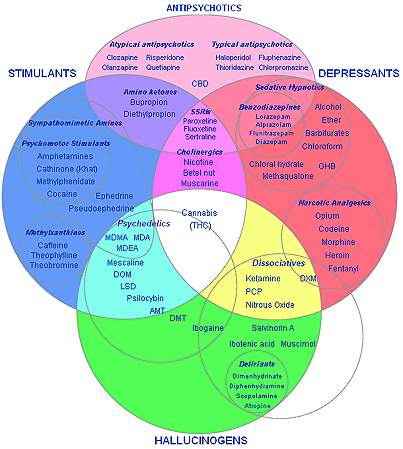 ANTIPSYCHOTICS
Atypical antipsychotics
Typical antipsychotics
Clozapine Risperidone
Olanzapine Quetiapine
Haloperidol Fluphenazine
Thioridazine Chlorpromazine
STIMULANTS
DEPRESSANTS
CBD
Amino ketones
Bupropion
Diethylpropion
SSRIs
Paroxetine
Fluoxetine
Sertraline
Cholinergics
Nicotine
Betel nut
Muscarine
Sedative Hypnotics
Benzodiazepines
Lorazepam
Alprazolam
Flunitrazepam
Diazepam
Alcohol
Ether
Barbiturates
Chloroform
Chloral hydrate
Methaqualone
GHB
Sympathomimetic Amines
Psychomotor Stimulants
Amphetamines
Cathinone (Khat)
Methylphenidate
Cocaine
Ephedrine
Pseudoephedrine
Methylxanthines
Caffeine
Theophylline
Theobromine
Narcotic Analgesics
Opium
Codeine
Morphine
Heroin
Fentanyl
Cannabis
(THC)
Psychedelics
MDMA MDA
MDEA
Mescaline
DOM
LSD
Psilocybin
AMT
DMT
Dissociatives
Ketamine
DXM
PCP
Nitrous Oxide
Ibogaine
Salvinorin A
Ibotenic acid Muscimol
Deliriants
Dimenhydrinate
Diphenhydramine
Scopolamine
Atropine
HALLUCINOGENS